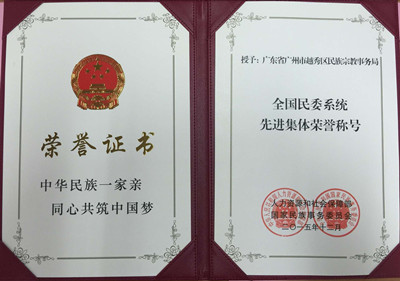 荣誉证书
中华民族一家亲
同心共筑中国梦
授予:广东省广州市越秀区民族宗教事务局
全国民委系统
先进集体荣誉称号
人力资源和社会保障部
国家民族事务委员会
二〇一五年十二月